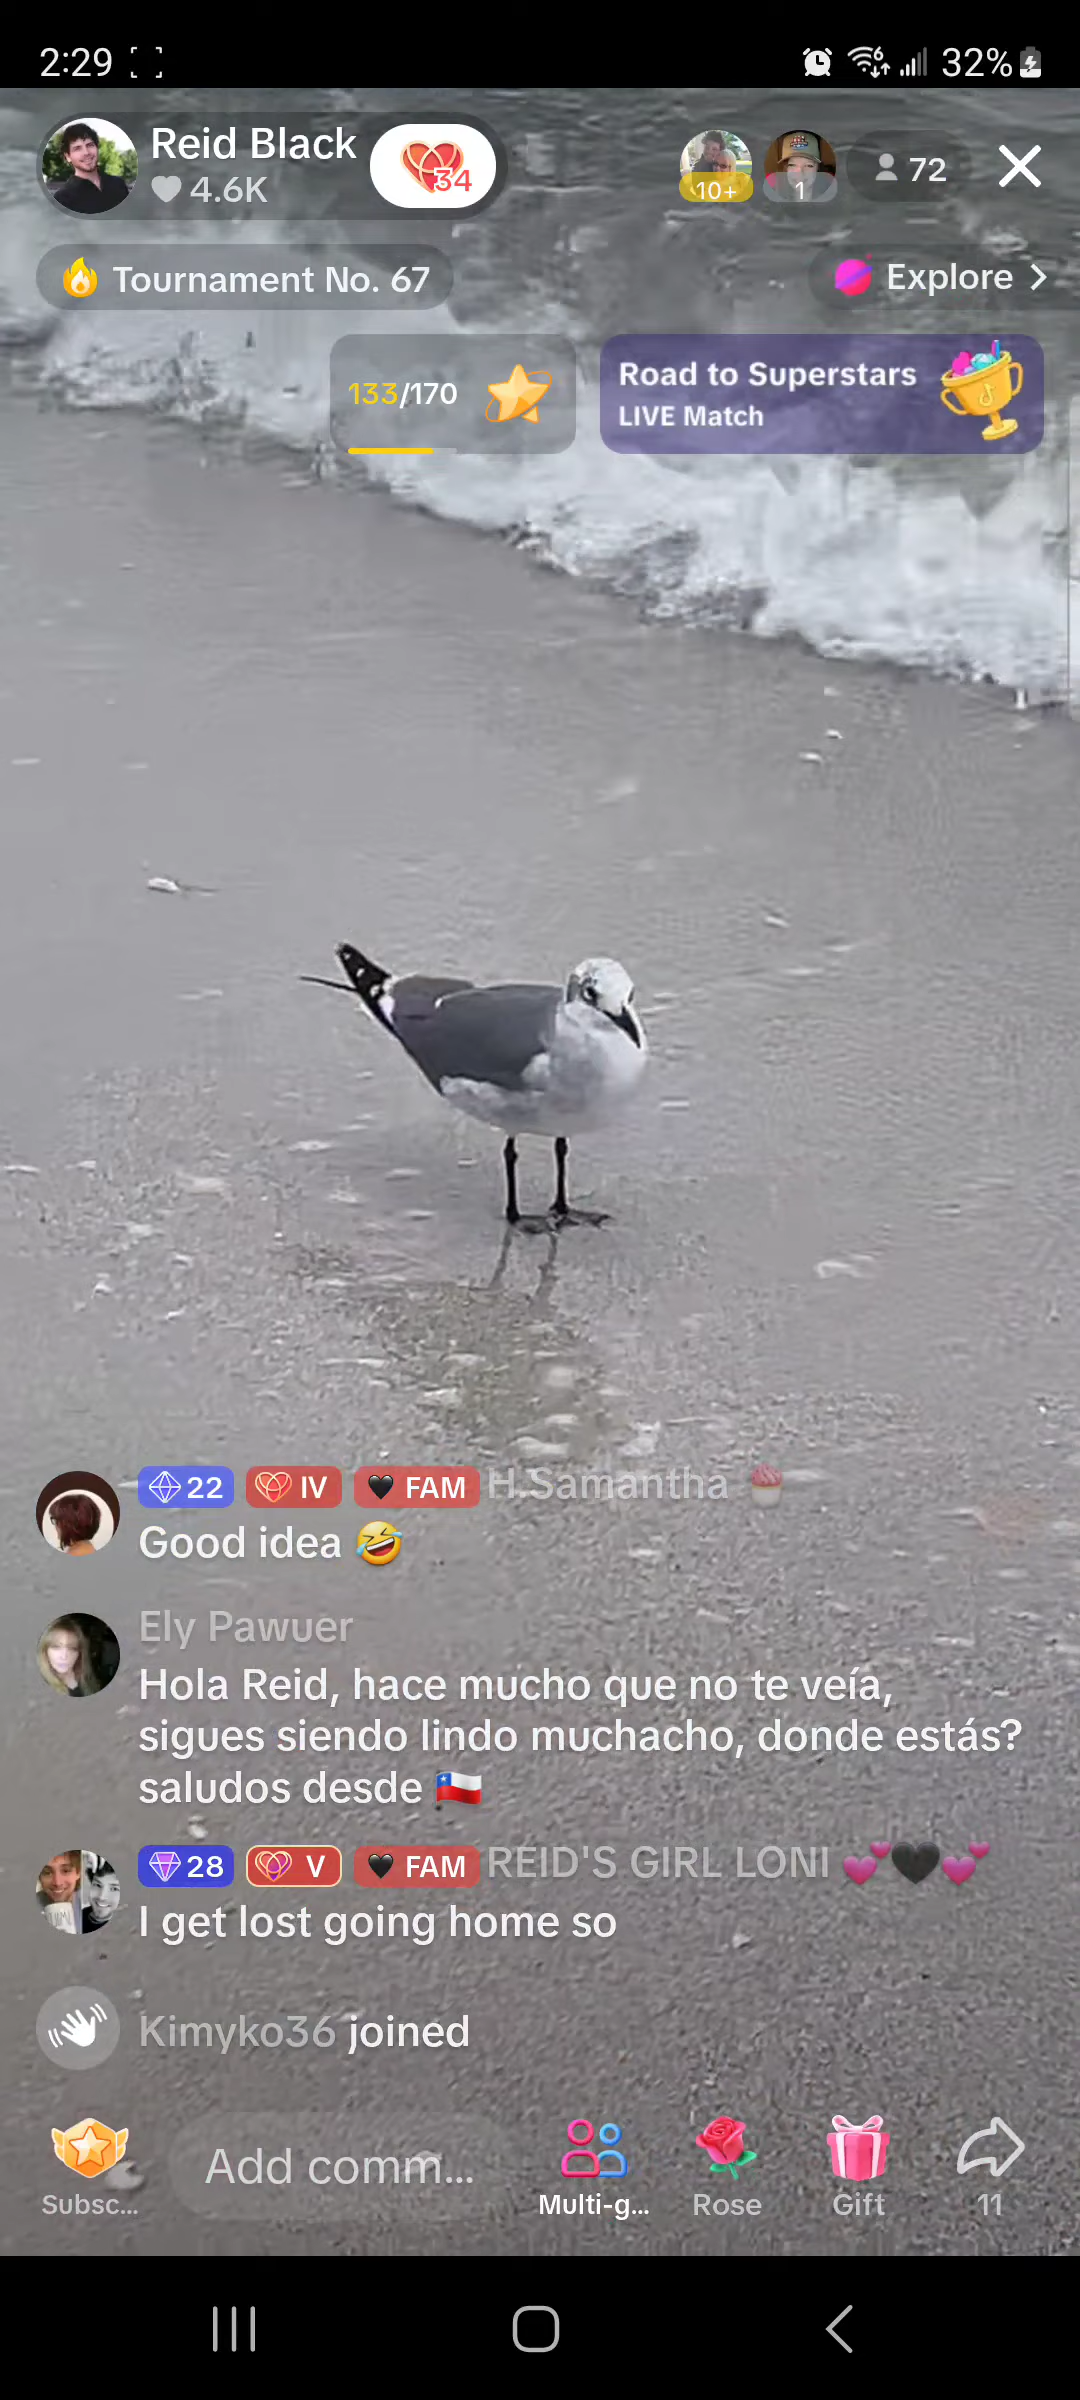 2:29 32%
Reid Black
4.6K
34
10+ 1 72
Tournament No. 67 Explore
133/170 Road to Superstars
LIVE Match
22 IV 🖤 FAM H.Samantha 🧁
Good idea 🤣
Ely Pawuer
Hola Reid, hace mucho que no te veía,
sigues siendo lindo muchacho, donde estás?
saludos desde 🇨🇱
28 V 🖤 FAM REID'S GIRL LONI 💕🖤💕
I get lost going home so
Kimyko36 joined
Add comm...
Subsc... Multi-g... Rose Gift 11